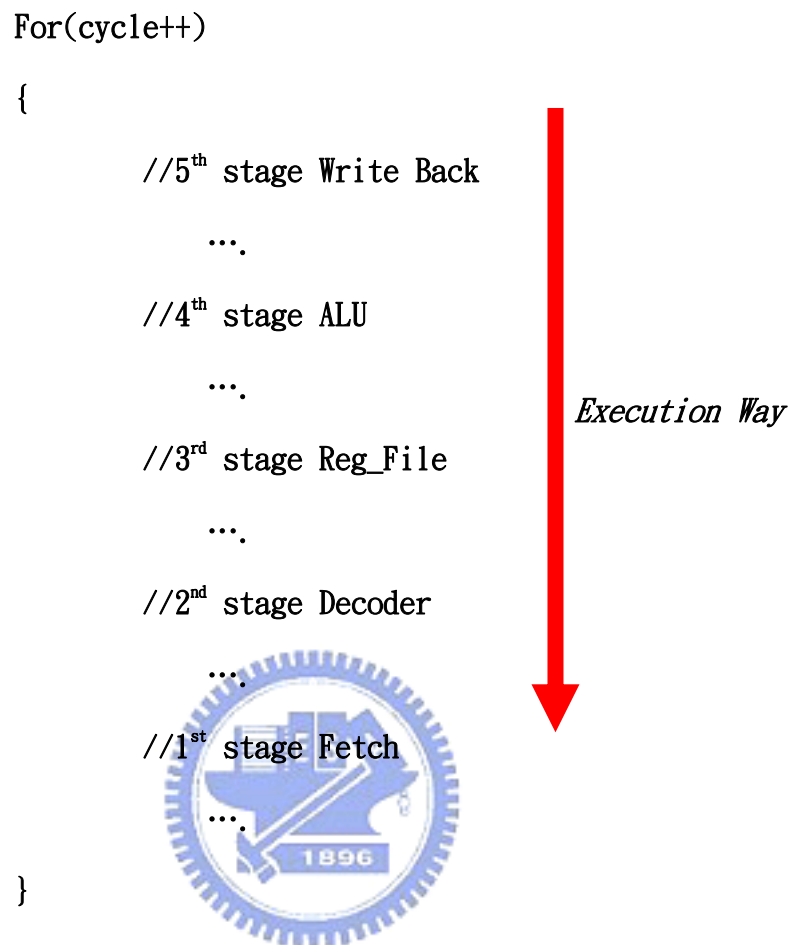 For(cycle++)
{
//5th stage Write Back
….
//4th stage ALU
….
Execution Way
//3rd stage Reg_File
….
//2nd stage Decoder
….
//1st stage Fetch
….
1896
}